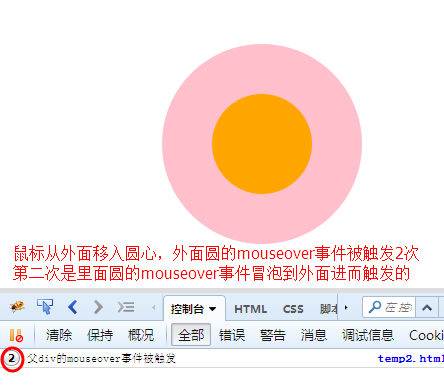 鼠标从外面移入圆心，外面圆的mouseover事件被触发2次
第二次是里面圆的mouseover事件冒泡到外面进而触发的
控制台 HTML CSS
清除 保持 概况 全部 错误 警告 消息 调试信息 Cooki
2 父div的mouseover事件被触发 temp2.html